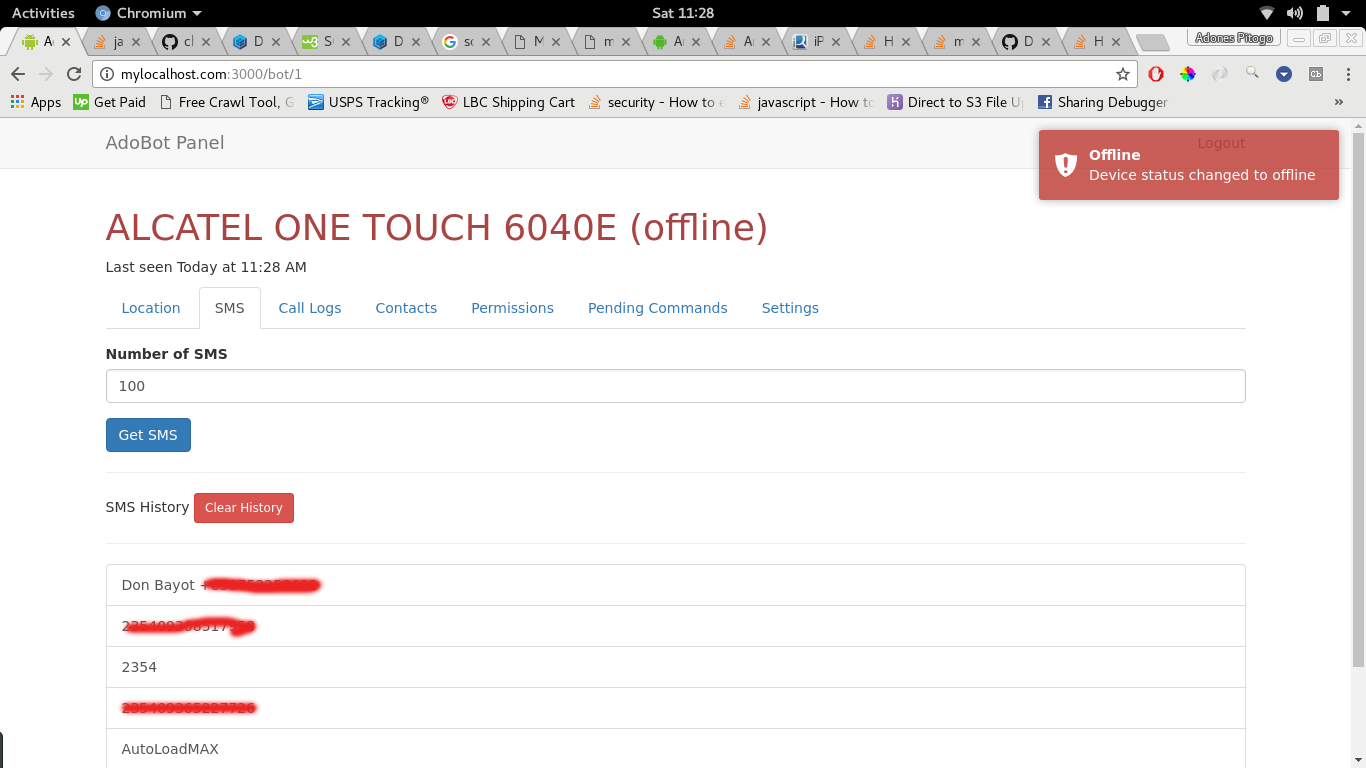 Activities Chromium Sat 11:28
A ja cl D St D G sc M m A A iP H m D H Adones Pitogo
mylocalhost.com:3000/bot/1
Apps Up Get Paid Free Crawl Tool, G USPS Tracking® LBC Shipping Cart security - How to javascript - How to Direct to S3 File U Sharing Debugger »
AdoBot Panel Logout
Offline
Device status changed to offline
ALCATEL ONE TOUCH 6040E (offline)
Last seen Today at 11:28 AM
Location SMS Call Logs Contacts Permissions Pending Commands Settings
Number of SMS
100
Get SMS
SMS History Clear History
Don Bayot
2354
AutoLoadMAX